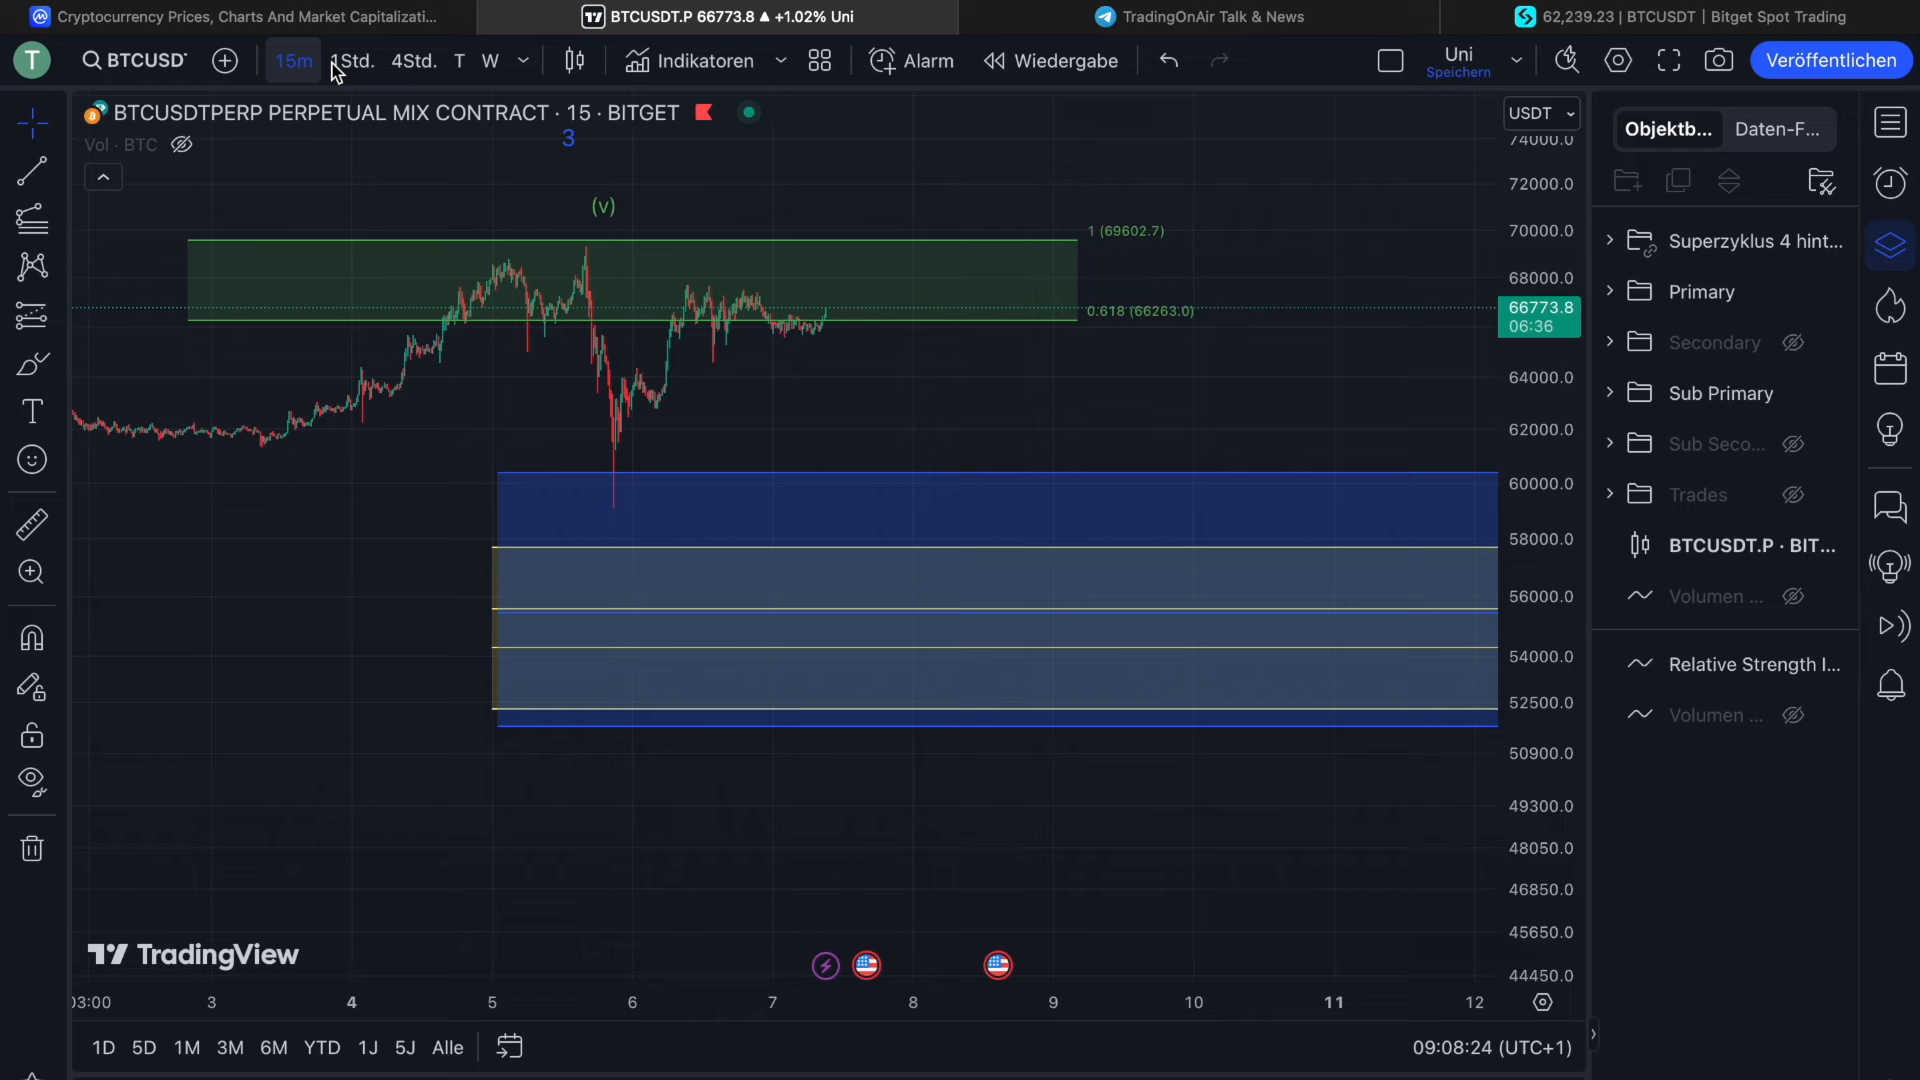 Cryptocurrency Prices, Charts And Market Capitalizati...
BTCUSDT.P 66773.8 ▲ +1.02% Uni
TradingOnAir Talk & News
62,239.23 | BTCUSDT | Bitget Spot Trading
T
BTCUSDT
15m
1Std.
4Std.
T
W
Indikatoren
Alarm
Wiedergabe
Uni
Speichern
Veröffentlichen
BTCUSDTPERP PERPETUAL MIX CONTRACT · 15 · BITGET
Vol · BTC
3
(v)
1 (69602.7)
0.618 (66263.0)
USDT
74000.0
72000.0
70000.0
68000.0
66773.8
06:36
64000.0
62000.0
60000.0
58000.0
56000.0
54000.0
52500.0
50900.0
49300.0
48050.0
46850.0
45650.0
44450.0
TradingView
03:00
3
4
5
6
7
8
9
10
11
12
1D
5D
1M
3M
6M
YTD
1J
5J
Alle
09:08:24 (UTC+1)
Objektb...
Daten-F...
Superzyklus 4 hint...
Primary
Secondary
Sub Primary
Sub Seco...
Trades
BTCUSDT.P · BIT...
Volumen ...
Relative Strength I...
Volumen ...